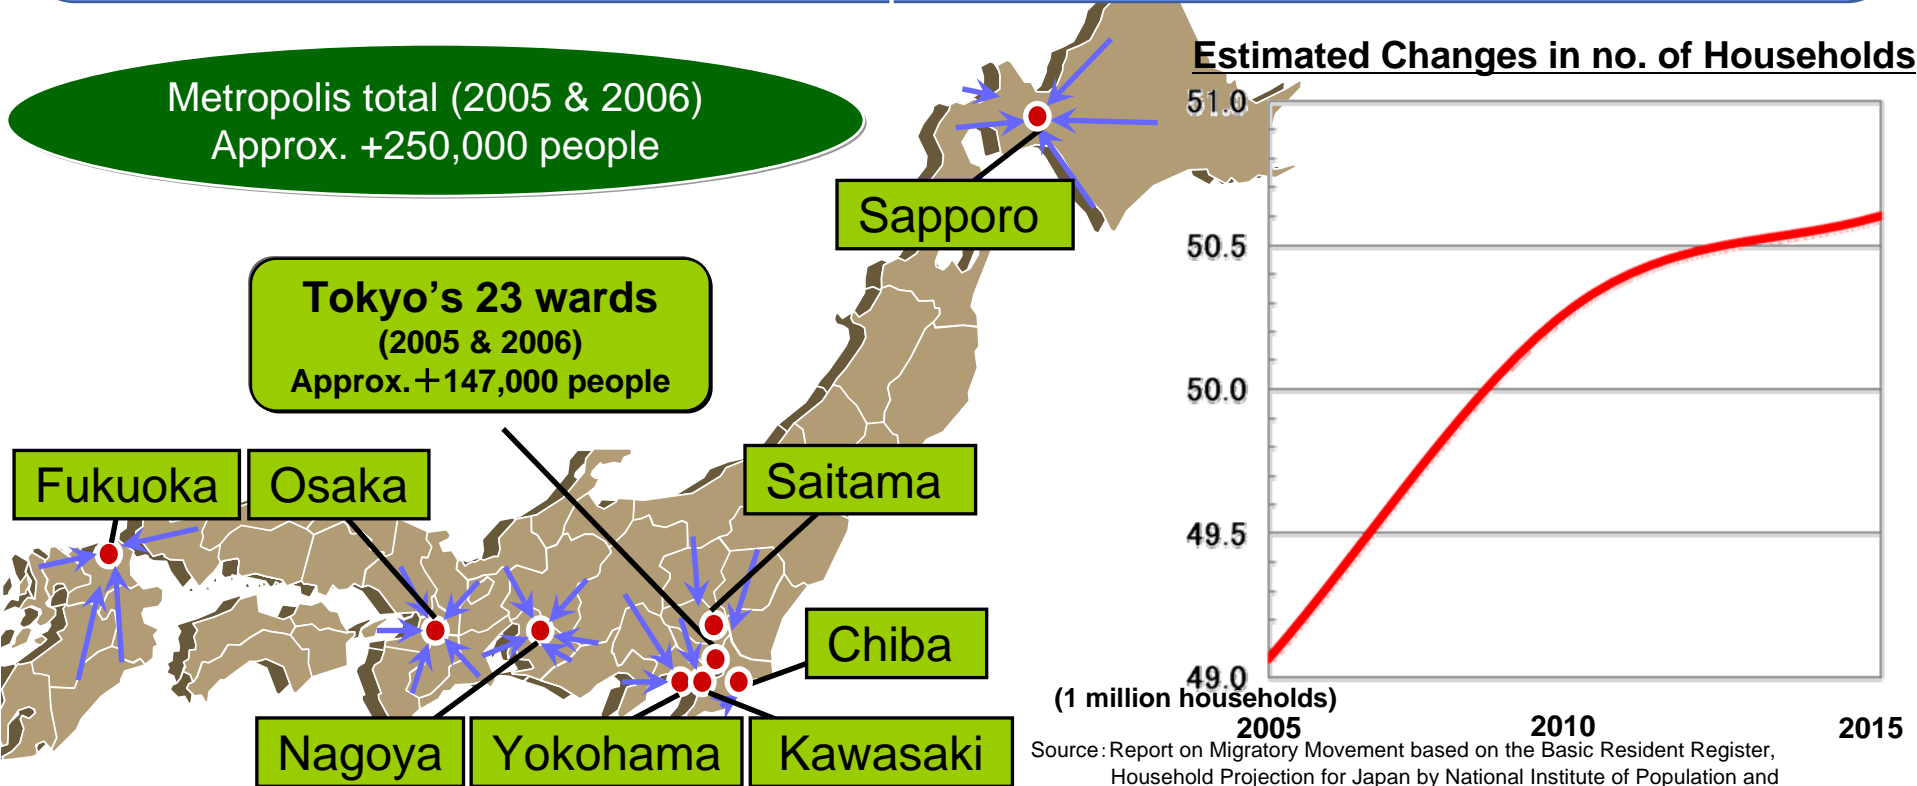 Metropolis total (2005 & 2006)
Approx. +250,000 people
Estimated Changes in no. of Households
51.0
50.5
50.0
49.5
49.0
(1 million households)
2005
2010
2015
Sapporo
Tokyo's 23 wards
(2005 & 2006)
Approx.＋147,000 people
Fukuoka
Osaka
Saitama
Chiba
Nagoya
Yokohama
Kawasaki
Source：Report on Migratory Movement based on the Basic Resident Register,
Household Projection for Japan by National Institute of Population and